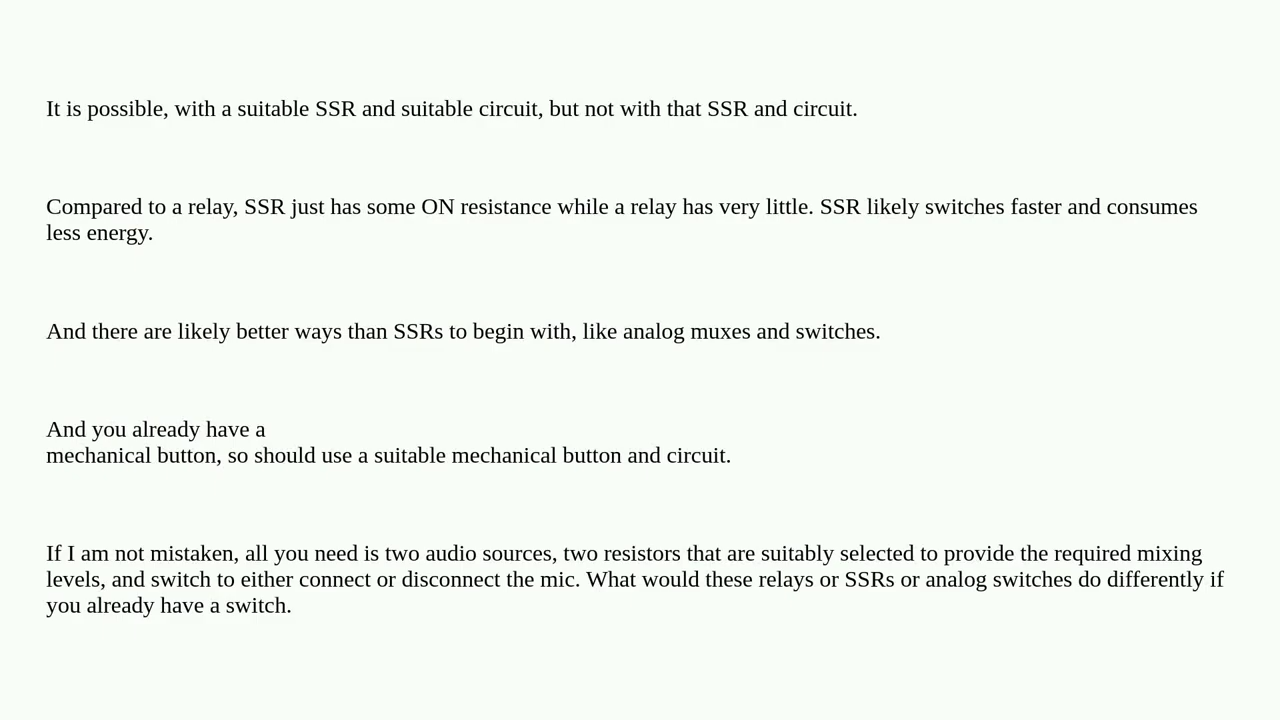 It is possible, with a suitable SSR and suitable circuit, but not with that SSR and circuit.
Compared to a relay, SSR just has some ON resistance while a relay has very little. SSR likely switches faster and consumes
less energy.
And there are likely better ways than SSRs to begin with, like analog muxes and switches.
And you already have a
mechanical button, so should use a suitable mechanical button and circuit.
If I am not mistaken, all you need is two audio sources, two resistors that are suitably selected to provide the required mixing
levels, and switch to either connect or disconnect the mic. What would these relays or SSRs or analog switches do differently if
you already have a switch.